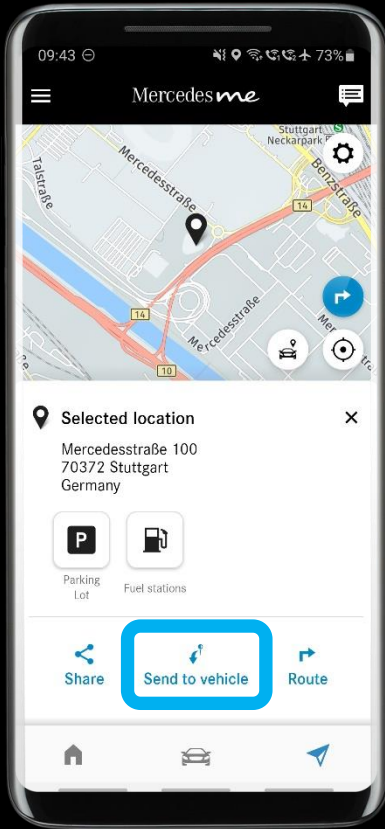 09:43
73%
Mercedes me
Stuttgart
Neckarpark
Talstraße
Mercedesstraße
Benzstraße
14
14
Mercedesstraße
10
Selected location
Mercedesstraße 100
70372 Stuttgart
Germany
P
Parking
Lot
Fuel stations
Share
Send to vehicle
Route